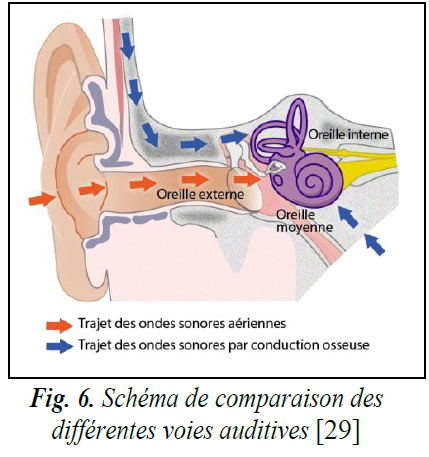 Oreille interne
Oreille externe
Oreille
moyenne
Trajet des ondes sonores aériennes
Trajet des ondes sonores par conduction osseuse
Fig. 6. Schéma de comparaison des
différentes voies auditives [29]